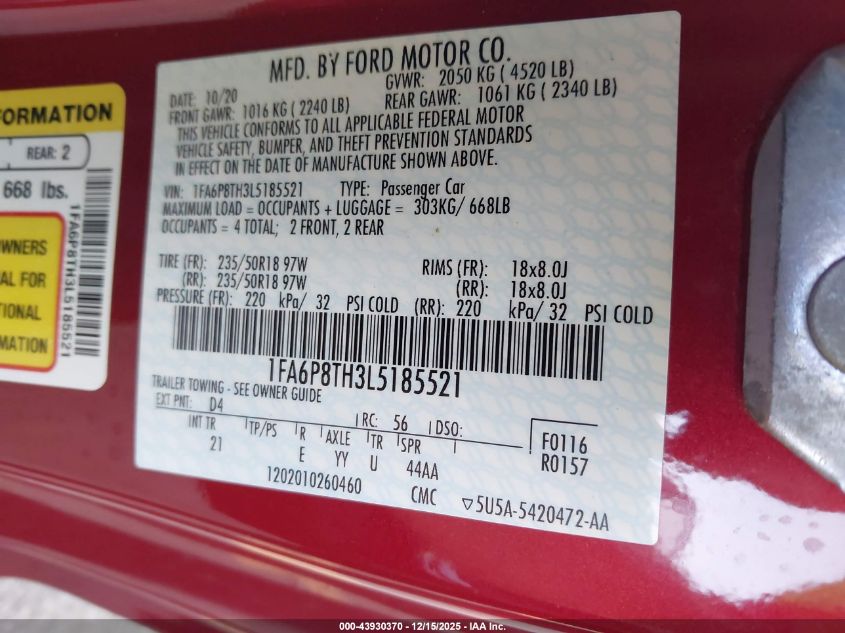 MFD. BY FORD MOTOR CO.
DATE: 10/20
GVWR: 2050 KG ( 4520 LB)
FRONT GAWR: 1016 KG ( 2240 LB)
REAR GAWR: 1061 KG ( 2340 LB)
THIS VEHICLE CONFORMS TO ALL APPLICABLE FEDERAL MOTOR
VEHICLE SAFETY, BUMPER, AND THEFT PREVENTION STANDARDS
IN EFFECT ON THE DATE OF MANUFACTURE SHOWN ABOVE.
VIN: 1FA6P8TH3L5185521 TYPE: Passenger Car
MAXIMUM LOAD = OCCUPANTS + LUGGAGE = 303KG/ 668LB
OCCUPANTS = 4 TOTAL; 2 FRONT, 2 REAR
TIRE (FR): 235/50R18 97W RIMS (FR): 18x8.0J
(RR): 235/50R18 97W (RR): 18x8.0J
PRESSURE (FR): 220 kPa/ 32 PSI COLD (RR): 220 kPa/ 32 PSI COLD
1FA6P8TH3L5185521
TRAILER TOWING - SEE OWNER GUIDE
EXT PNT: D4 RC: 56 DSO:
INT TR TP/PS R AXLE TR SPR F0116
21 E YY U 44AA R0157
1202010260460 CMC ▽5U5A-5420472-AA
FORMATION
REAR: 2
668 lbs.
1FA6P8TH3L5185521
OWNERS
AL FOR
TIONAL
MATION
000-43930370 - 12/15/2025 - IAA Inc.